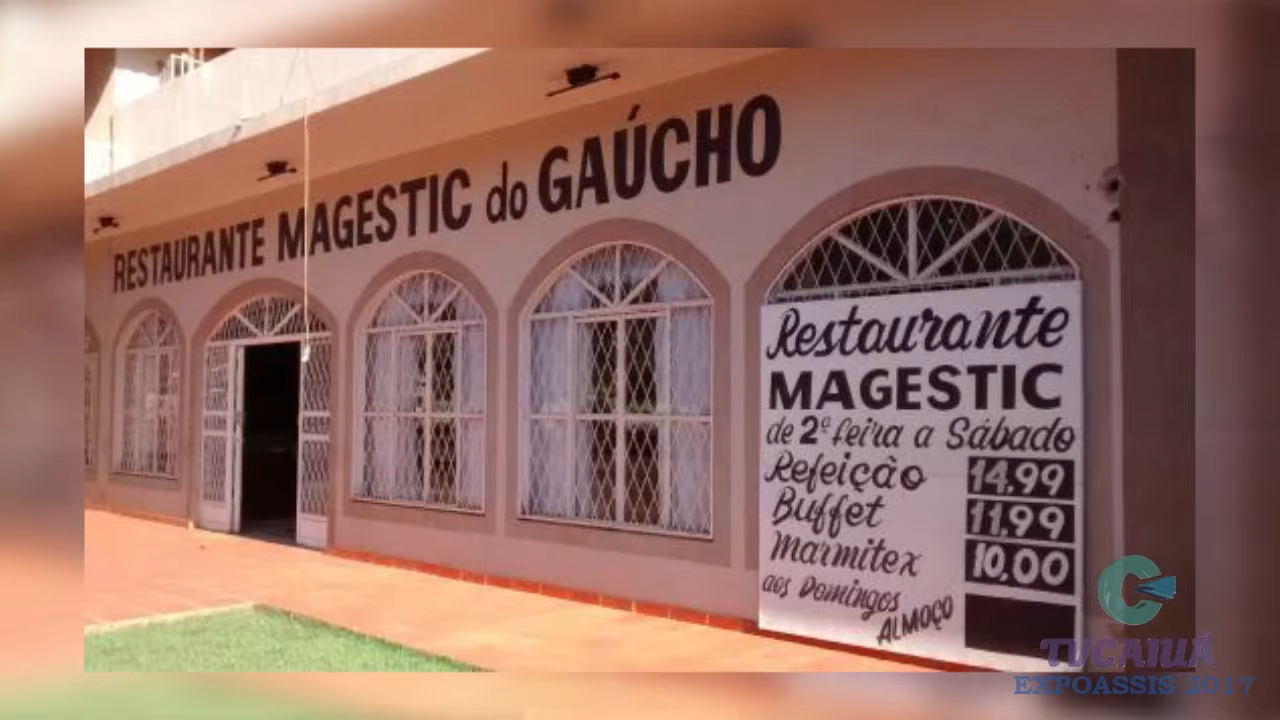 RESTAURANTE MAGESTIC do GAÚCHO
Restaurante
MAGESTIC
de 2ª feira a Sábado
Refeição 14,99
Buffet 11,99
Marmitex 10,00
aos Domingos
ALMOÇO
TUCAIUÁ
EXPOASSIS 2017